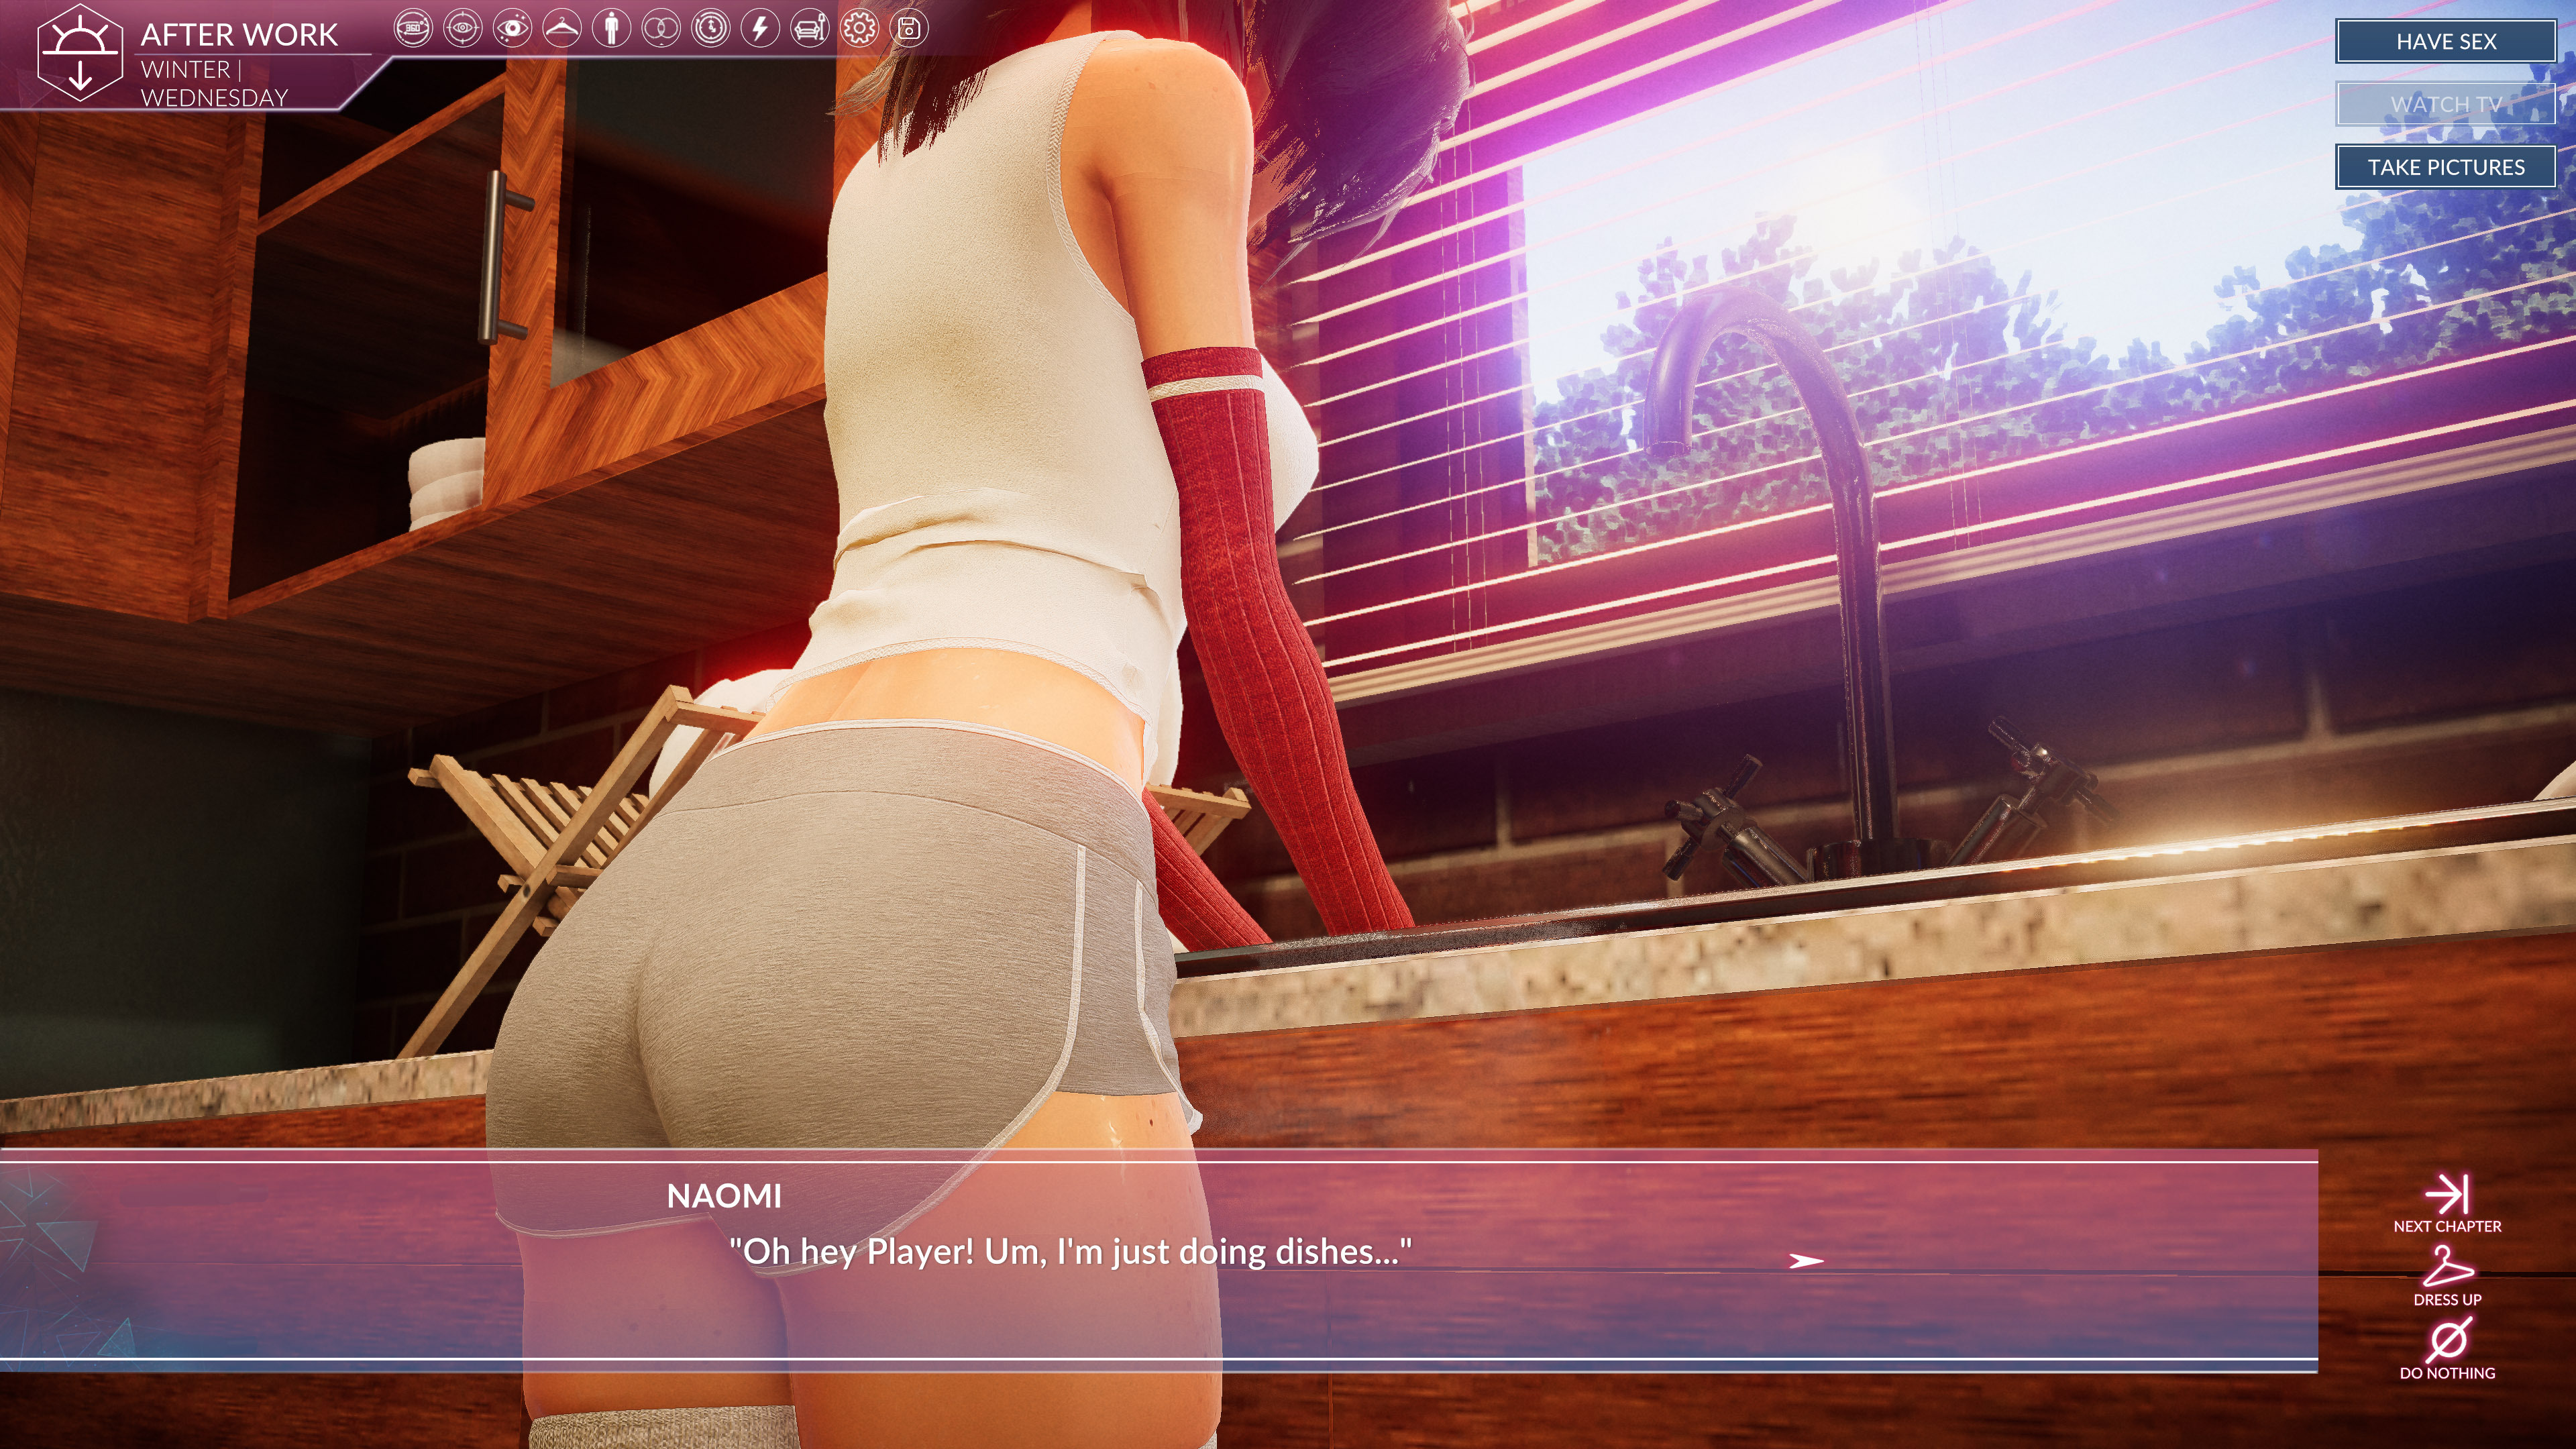 AFTER WORK
WINTER |
WEDNESDAY
360
HAVE SEX
WATCH TV
TAKE PICTURES
NAOMI
"Oh hey Player! Um, I'm just doing dishes..."
NEXT CHAPTER
DRESS UP
DO NOTHING